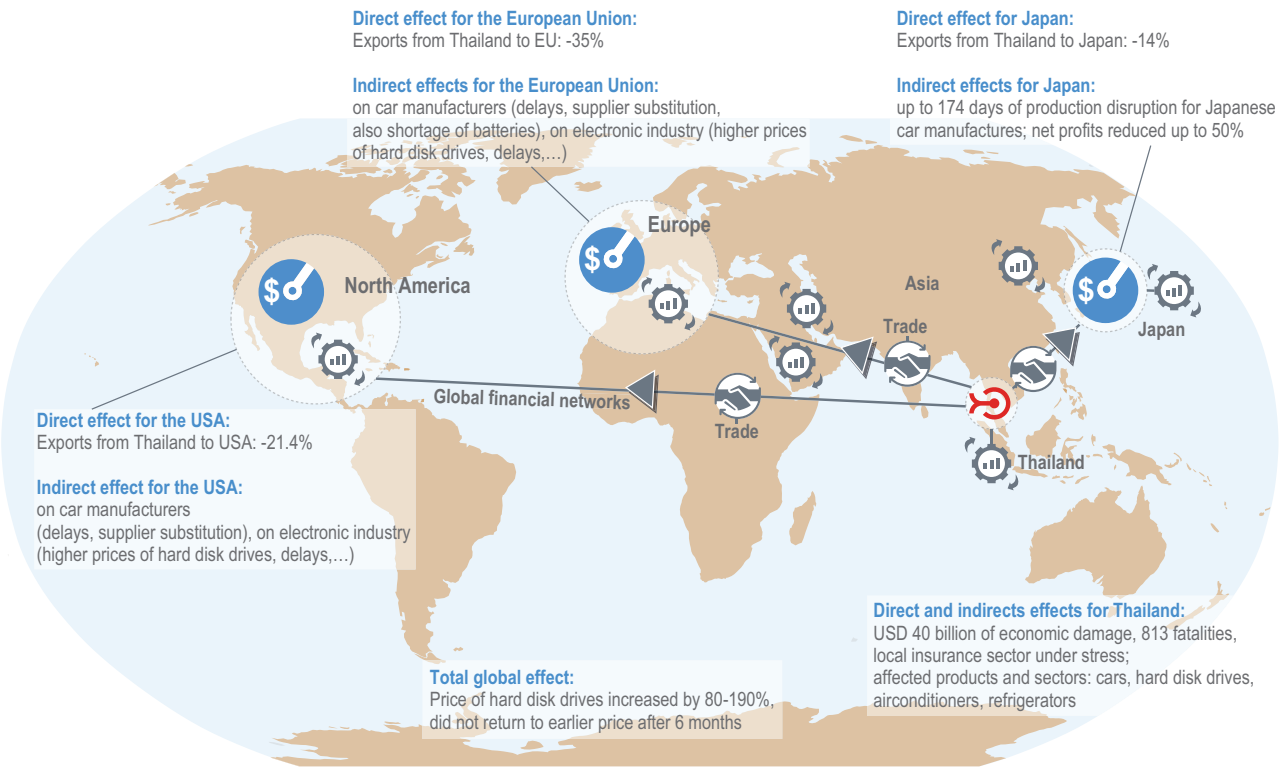 Direct effect for the European Union:
Exports from Thailand to EU: -35%
Indirect effects for the European Union:
on car manufacturers (delays, supplier substitution,
also shortage of batteries), on electronic industry (higher prices
of hard disk drives, delays,…)
Direct effect for Japan:
Exports from Thailand to Japan: -14%
Indirect effects for Japan:
up to 174 days of production disruption for Japanese
car manufactures; net profits reduced up to 50%
Europe
$
North America
$
Asia
$
Japan
Trade
Global financial networks
Trade
Thailand
Direct effect for the USA:
Exports from Thailand to USA: -21.4%
Indirect effect for the USA:
on car manufacturers
(delays, supplier substitution), on electronic industry
(higher prices of hard disk drives, delays,…)
Direct and indirects effects for Thailand:
USD 40 billion of economic damage, 813 fatalities,
local insurance sector under stress;
affected products and sectors: cars, hard disk drives,
airconditioners, refrigerators
Total global effect:
Price of hard disk drives increased by 80-190%,
did not return to earlier price after 6 months